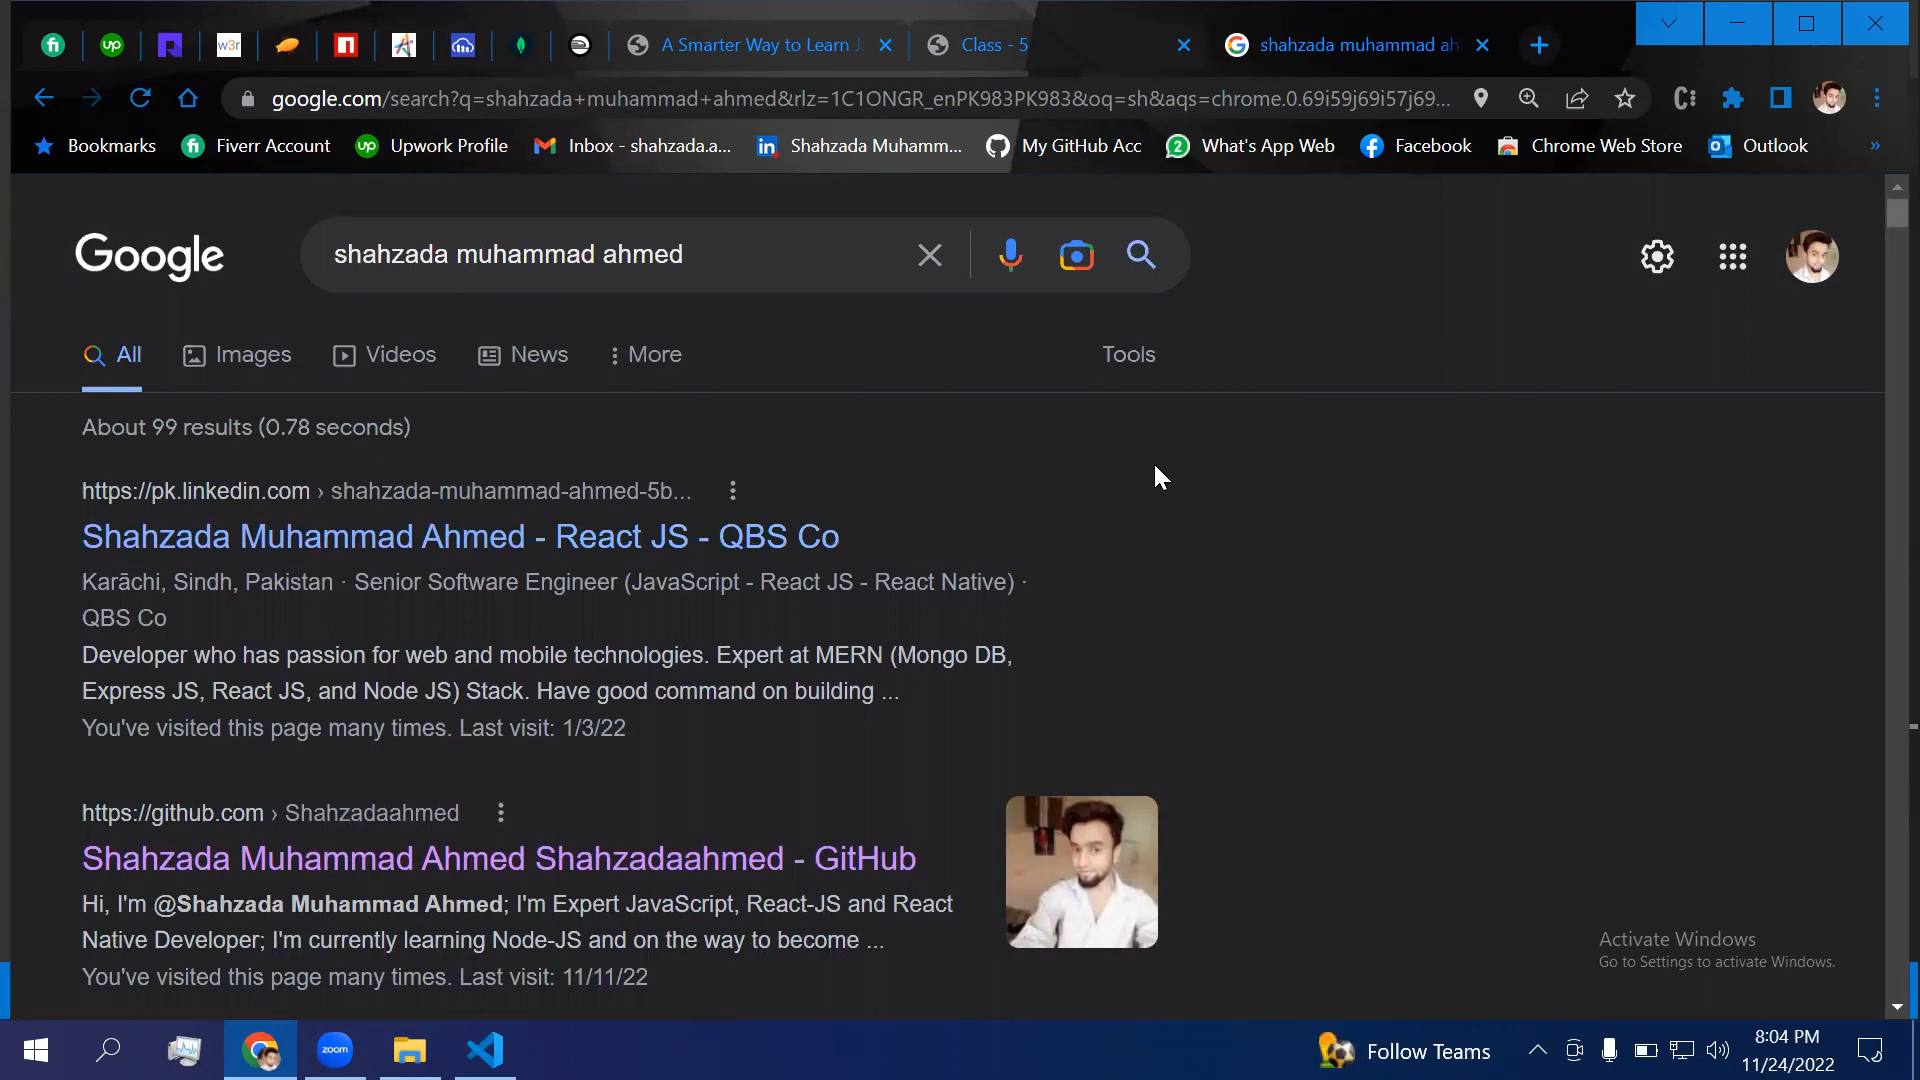 A Smarter Way to Learn J
Class - 5
shahzada muhammad ah
google.com/search?q=shahzada+muhammad+ahmed&rlz=1C1ONGR_enPK983PK983&oq=sh&aqs=chrome.0.69i59j69i57j69...
Bookmarks
Fiverr Account
Upwork Profile
Inbox - shahzada.a...
Shahzada Muhamm...
My GitHub Acc
What's App Web
Facebook
Chrome Web Store
Outlook
Google
shahzada muhammad ahmed
All
Images
Videos
News
More
Tools
About 99 results (0.78 seconds)
https://pk.linkedin.com › shahzada-muhammad-ahmed-5b...
Shahzada Muhammad Ahmed - React JS - QBS Co
Karāchi, Sindh, Pakistan · Senior Software Engineer (JavaScript - React JS - React Native) ·
QBS Co
Developer who has passion for web and mobile technologies. Expert at MERN (Mongo DB,
Express JS, React JS, and Node JS) Stack. Have good command on building ...
You've visited this page many times. Last visit: 1/3/22
https://github.com › Shahzadaahmed
Shahzada Muhammad Ahmed Shahzadaahmed - GitHub
Hi, I'm @Shahzada Muhammad Ahmed; I'm Expert JavaScript, React-JS and React
Native Developer; I'm currently learning Node-JS and on the way to become ...
You've visited this page many times. Last visit: 11/11/22
Activate Windows
Go to Settings to activate Windows.
zoom
Follow Teams
8:04 PM
11/24/2022